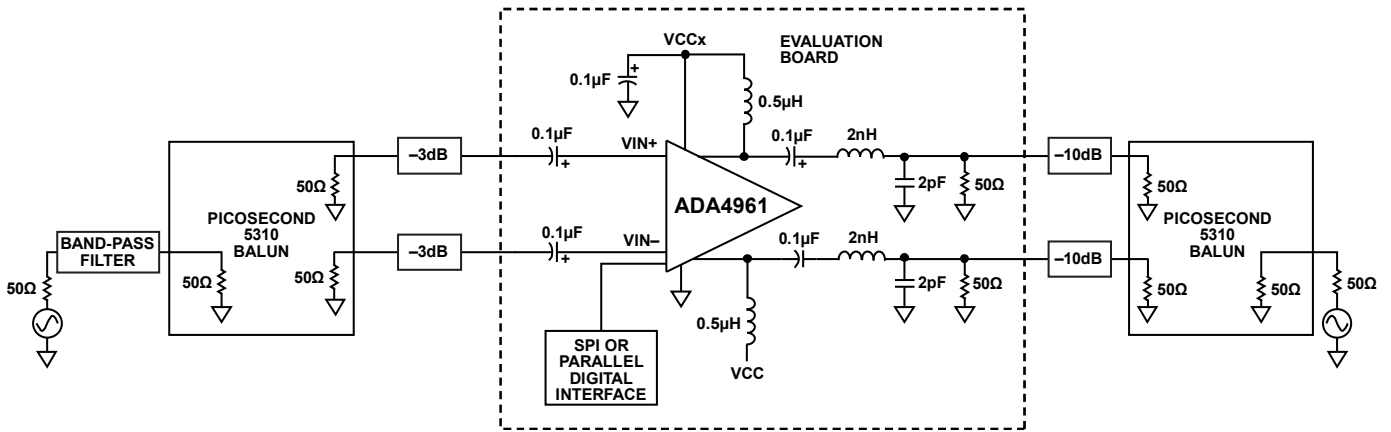 VCCx
EVALUATION
BOARD
0.1µF
+
0.5µH
0.1µF
+
VIN+
0.1µF
+
2nH
–3dB
–10dB
50Ω
2pF
50Ω
50Ω
ADA4961
PICOSECOND
5310
BALUN
PICOSECOND
5310
BALUN
BAND-PASS
FILTER
–3dB
0.1µF
+
VIN–
0.1µF
2nH
–10dB
50Ω
50Ω
50Ω
2pF
50Ω
50Ω
50Ω
50Ω
0.5µH
VCC
SPI OR
PARALLEL
DIGITAL
INTERFACE